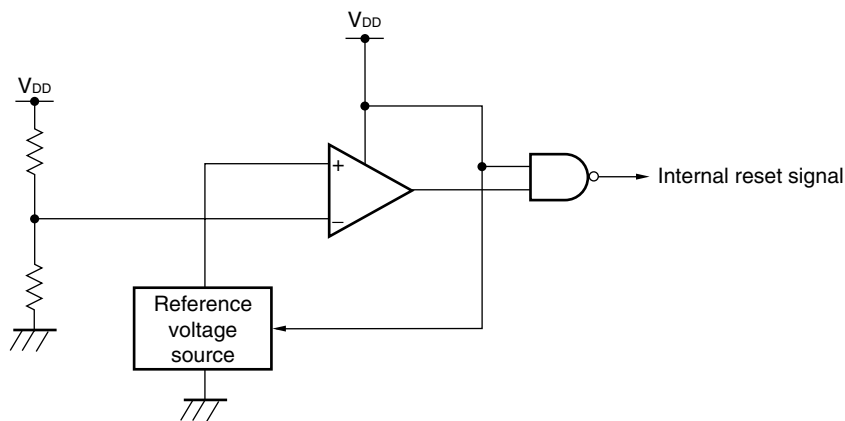 VDD
VDD
+
−
Internal reset signal
Reference
voltage
source